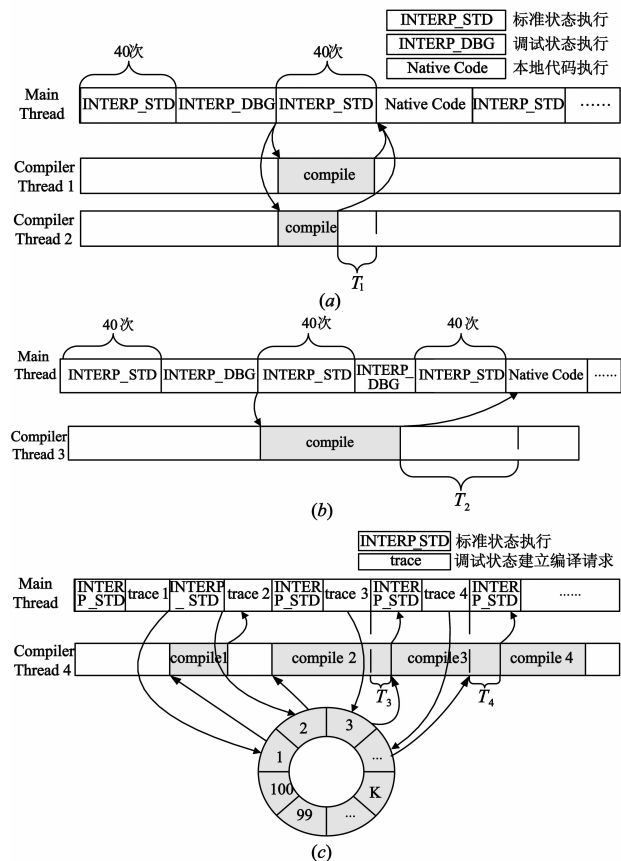 INTERP_STD 标准状态执行
INTERP_DBG 调试状态执行
Native Code 本地代码执行
40次 40次
Main Thread INTERP_STD INTERP_DBG INTERP_STD Native Code INTERP_STD ······
Compiler Thread 1 compile
Compiler Thread 2 compile
T1
(a)
40次 40次 40次
Main Thread INTERP_STD INTERP_DBG INTERP_STD INTERP_DBG INTERP_STD Native Code ······
Compiler Thread 3 compile
T2
(b)
INTERP_STD 标准状态执行
trace 调试状态建立编译请求
Main Thread INTERP_STD trace 1 INTERP_STD trace 2 INTERP_STD trace 3 INTERP_STD trace 4 INTERP_STD ······
Compiler Thread 4 compile1 compile 2 compile3 compile 4
T3 T4
2 3
1 ...
100 K
99 ...
(c)